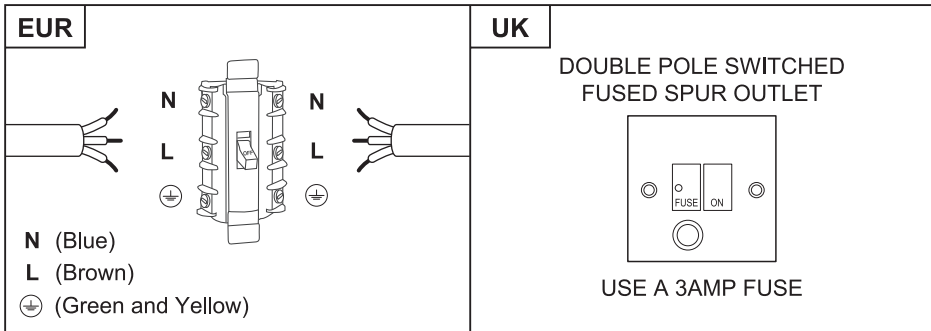 EUR
N N
L OFF L
N (Blue)
L (Brown)
(Green and Yellow)
UK
DOUBLE POLE SWITCHED
FUSED SPUR OUTLET
FUSE ON
USE A 3AMP FUSE